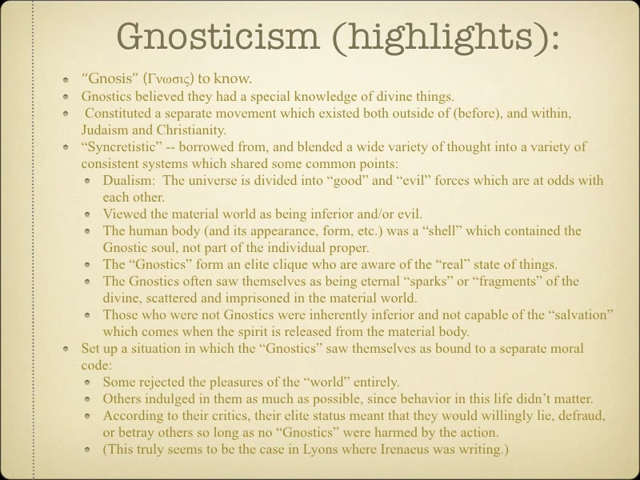 Gnosticism (highlights):
"Gnosis" (Γνωσις) to know.
Gnostics believed they had a special knowledge of divine things.
Constituted a separate movement which existed both outside of (before), and within,
Judaism and Christianity.
“Syncretistic” -- borrowed from, and blended a wide variety of thought into a variety of
consistent systems which shared some common points:
Dualism: The universe is divided into “good” and “evil” forces which are at odds with
each other.
Viewed the material world as being inferior and/or evil.
The human body (and its appearance, form, etc.) was a “shell” which contained the
Gnostic soul, not part of the individual proper.
The “Gnostics” form an elite clique who are aware of the “real” state of things.
The Gnostics often saw themselves as being eternal “sparks” or “fragments” of the
divine, scattered and imprisoned in the material world.
Those who were not Gnostics were inherently inferior and not capable of the “salvation”
which comes when the spirit is released from the material body.
Set up a situation in which the “Gnostics” saw themselves as bound to a separate moral
code:
Some rejected the pleasures of the “world” entirely.
Others indulged in them as much as possible, since behavior in this life didn’t matter.
According to their critics, their elite status meant that they would willingly lie, defraud,
or betray others so long as no “Gnostics” were harmed by the action.
(This truly seems to be the case in Lyons where Irenaeus was writing.)